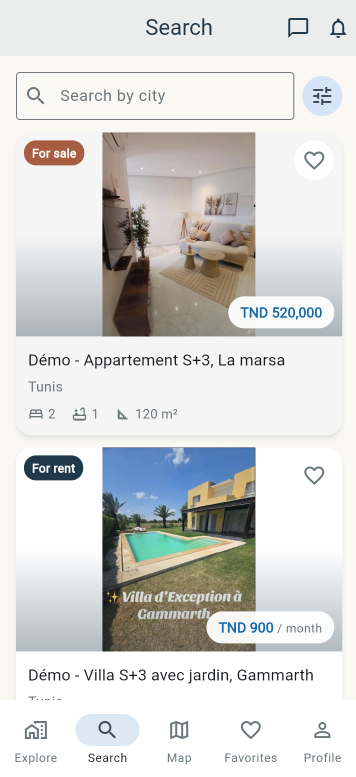 Search
Search by city
For sale
TND 520,000
Démo - Appartement S+3, La marsa
Tunis
2 1 120 m²
For rent
✨ Villa d'Exception à
Gammarth
TND 900 / month
Démo - Villa S+3 avec jardin, Gammarth
Tunis
Explore Search Map Favorites Profile